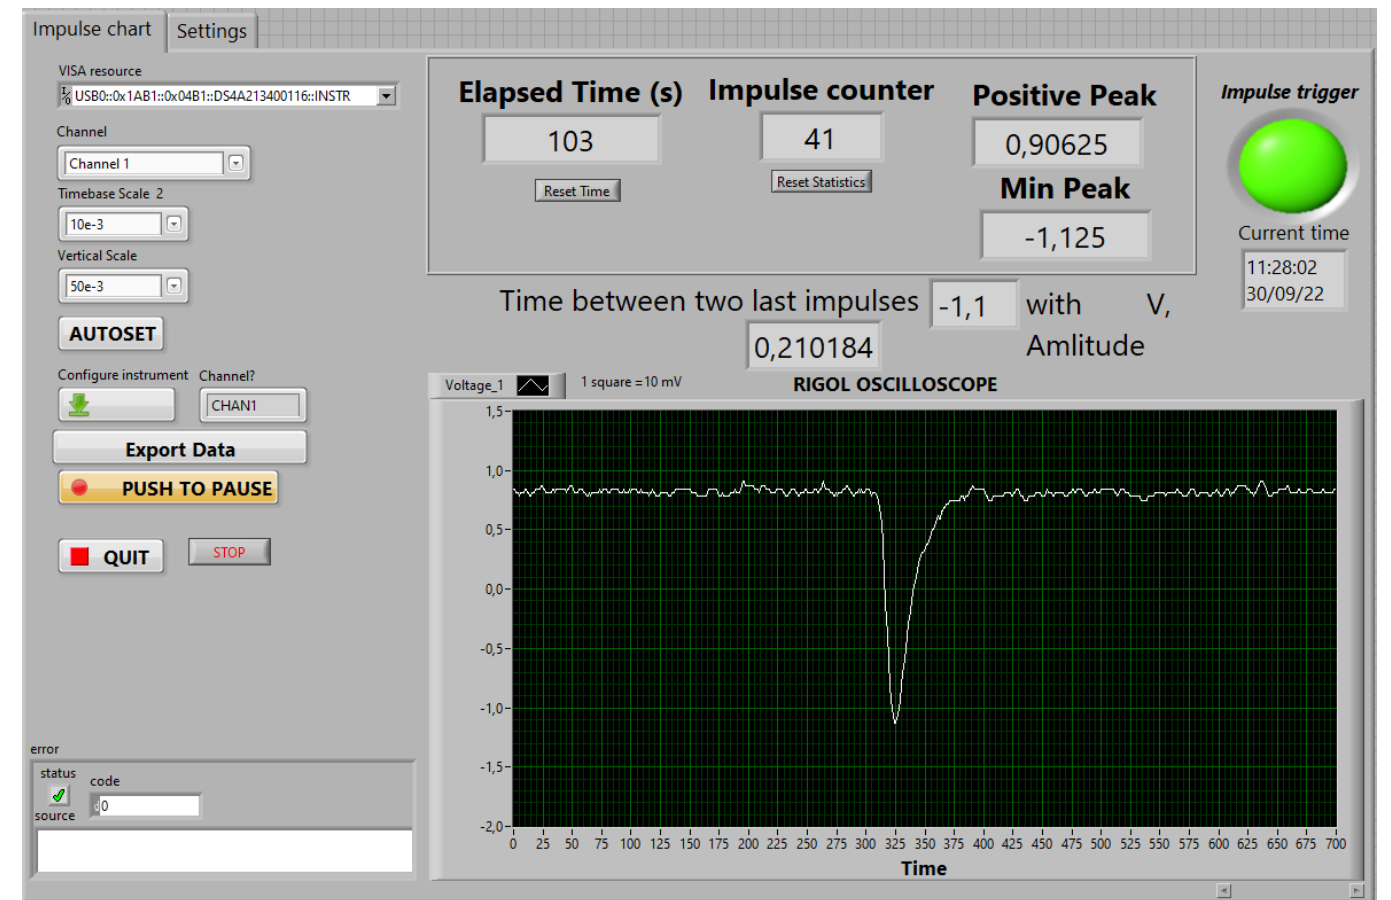 Impulse chart
Settings
VISA resource
I/0 USB0::0x1AB1::0x04B1::DS4A213400116::INSTR
Channel
Channel 1
Timebase Scale 2
10e-3
Vertical Scale
50e-3
AUTOSET
Configure instrument Channel?
CHAN1
Export Data
PUSH TO PAUSE
QUIT
STOP
error
status
code
d 0
source
Elapsed Time (s)
103
Reset Time
Impulse counter
41
Reset Statistics
Positive Peak
0,90625
Min Peak
-1,125
Impulse trigger
Current time
11:28:02
30/09/22
Time between two last impulses -1,1 with V,
0,210184 Amlitude
Voltage_1
1 square = 10 mV
RIGOL OSCILLOSCOPE
1,5
1,0
0,5
0,0
-0,5
-1,0
-1,5
-2,0
0 25 50 75 100 125 150 175 200 225 250 275 300 325 350 375 400 425 450 475 500 525 550 575 600 625 650 675 700
Time